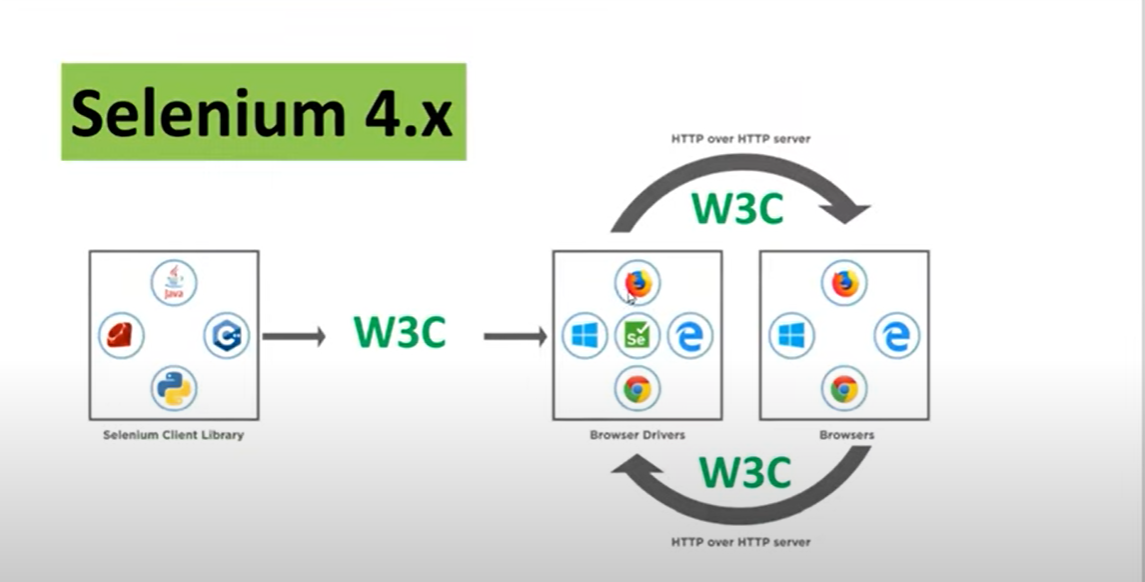 Selenium 4.x
HTTP over HTTP server
W3C
Java
C++
W3C
Se
Selenium Client Library
Browser Drivers
Browsers
W3C
HTTP over HTTP server